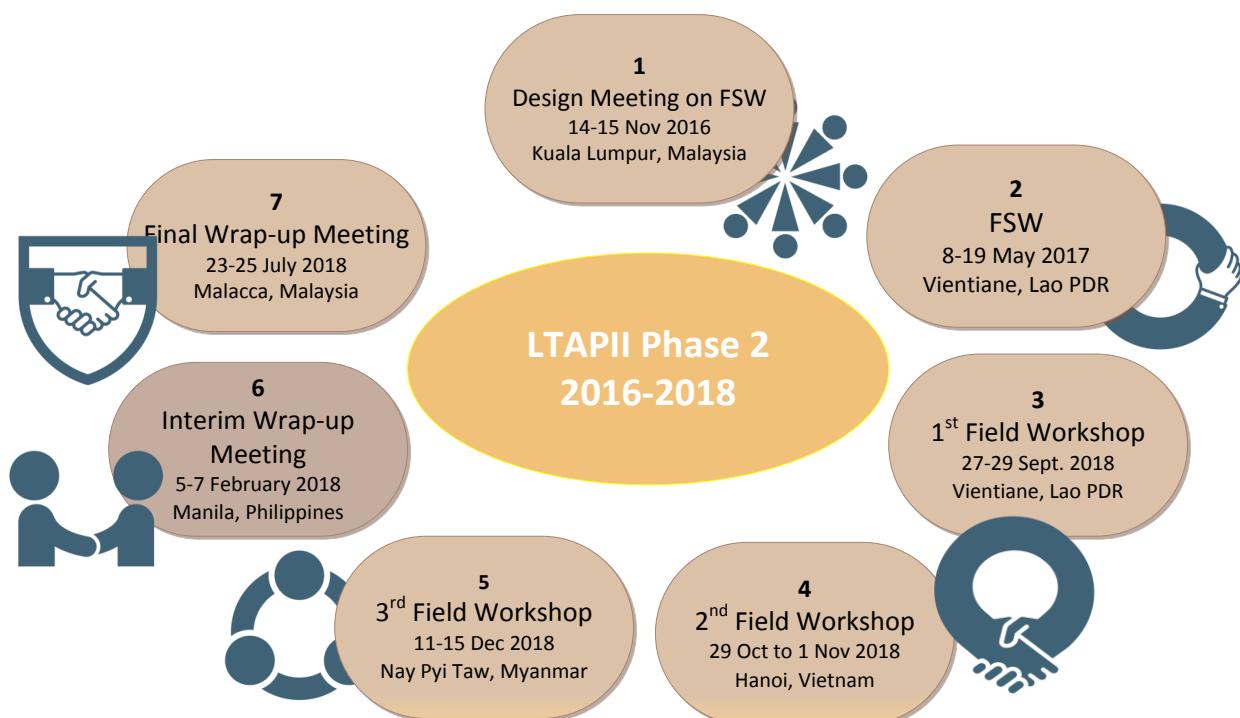 1
Design Meeting on FSW
14-15 Nov 2016
Kuala Lumpur, Malaysia
2
FSW
8-19 May 2017
Vientiane, Lao PDR
3
1st Field Workshop
27-29 Sept. 2018
Vientiane, Lao PDR
4
2nd Field Workshop
29 Oct to 1 Nov 2018
Hanoi, Vietnam
5
3rd Field Workshop
11-15 Dec 2018
Nay Pyi Taw, Myanmar
6
Interim Wrap-up
Meeting
5-7 February 2018
Manila, Philippines
7
Final Wrap-up Meeting
23-25 July 2018
Malacca, Malaysia
LTAPII Phase 2
2016-2018